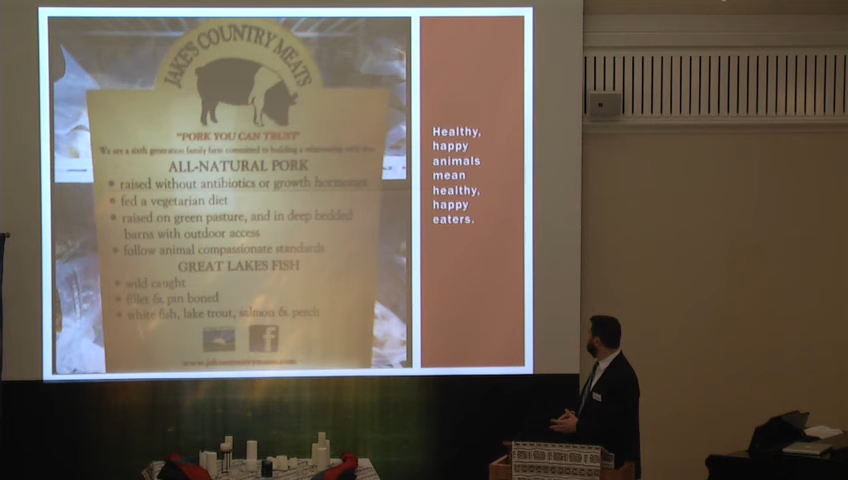 JAKE'S COUNTRY MEATS
"PORK YOU CAN TRUST"
We are a sixth generation family farm committed to building a relationship with you.
ALL-NATURAL PORK
• raised without antibiotics or growth hormones
• fed a vegetarian diet
• raised on green pasture, and in deep bedded
barns with outdoor access
• follow animal compassionate standards
GREAT LAKES FISH
• wild caught
• fillet & pin boned
• white fish, lake trout, salmon & perch
f
www.jakescountrymeats.com
Healthy,
happy
animals
mean
healthy,
happy
eaters.